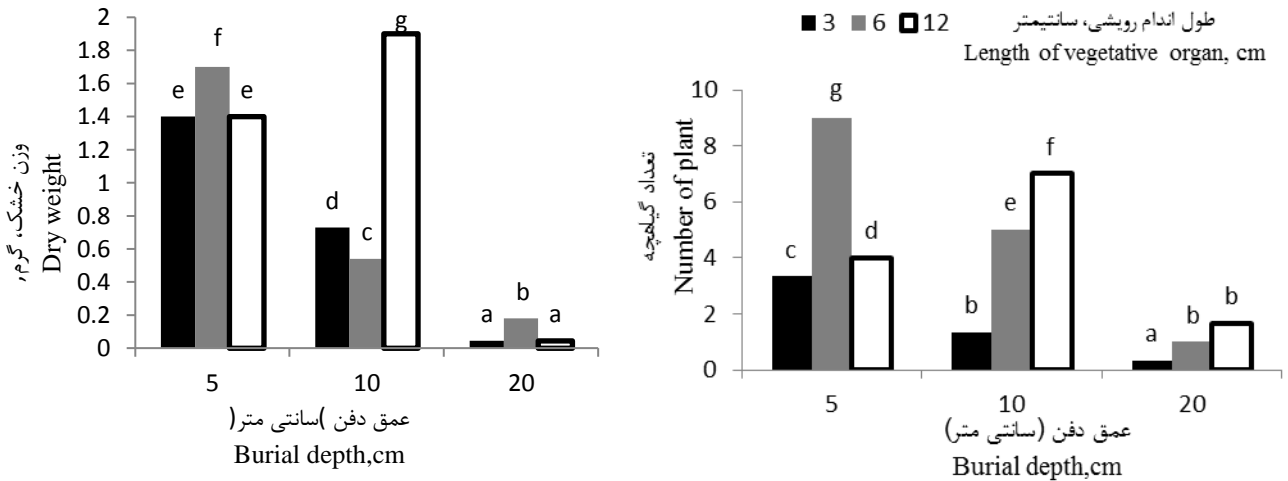 2
1.8
1.6
1.4
1.2
1
0.8
0.6
0.4
0.2
0
e f e
d c g
a b a
5 10 20
وزن خشک، گرم,
Dry weight
عمق دفن )سانتی متر(
Burial depth,cm
3 6 12
طول اندام رویشی، سانتیمتر
Length of vegetative organ, cm
10
8
6
4
2
0
c g d
b e f
a b b
5 10 20
تعداد گیاهچه
Number of plant
عمق دفن (سانتی متر)
Burial depth,cm